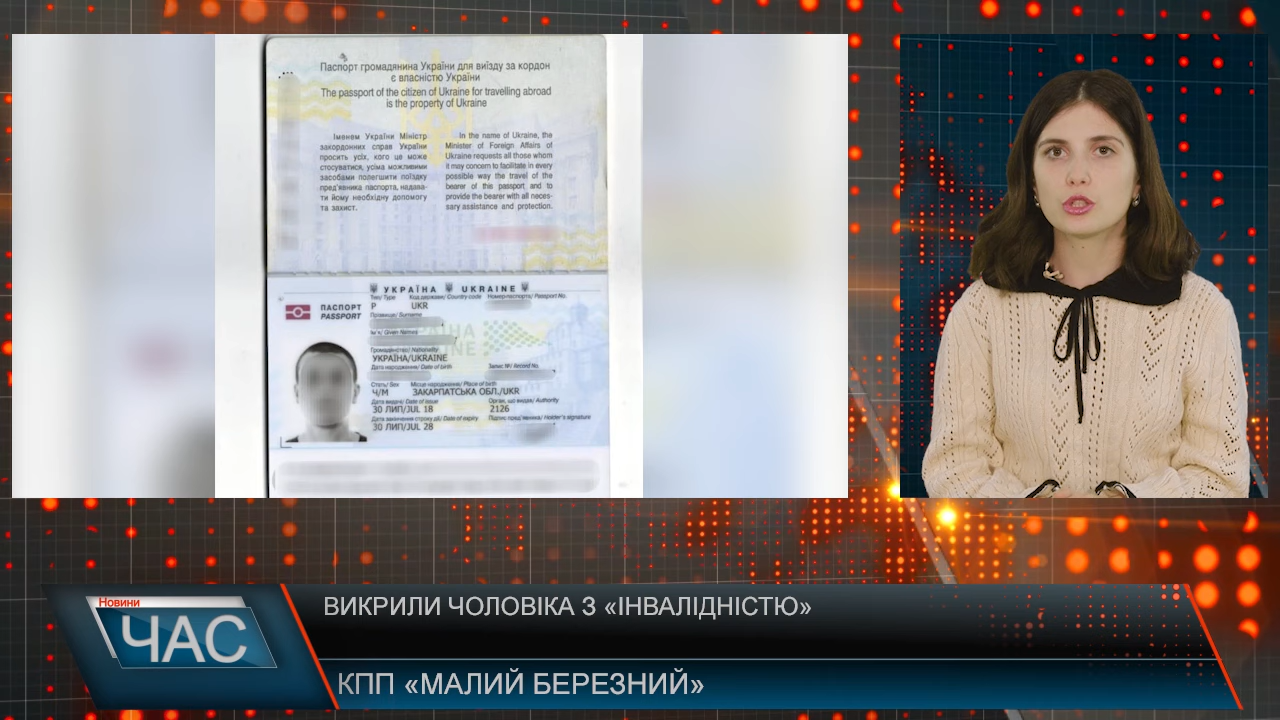 Паспорт громадянина України для виїзду за кордон
є власністю України
The passport of the citizen of Ukraine for travelling abroad
is the property of Ukraine
Іменем України Міністр
закордонних справ України
просить усіх, кого це може
стосуватися, усіма можливими
засобами полегшити поїздку
пред'явника паспорта, надава-
ти йому необхідну допомогу
та захист.
In the name of Ukraine, the
Minister of Foreign Affairs of
Ukraine requests all those whom
it may concern to facilitate in every
possible way the travel of the
bearer of this passport and to
provide the bearer with all neces-
sary assistance and protection.
УКРАЇНА UKRAINE
ПАСПОРТ
PASSPORT
Тип/ Type Код держави/ Country code Номер паспорта/ Passport No.
P UKR
Прізвище/ Surname
Ім'я/ Given Names
Громадянство/ Nationality
УКРАЇНА/UKRAINE
Дата народження/ Date of birth Запис №/ Record No.
Стать/ Sex Місце народження/ Place of birth
Ч/M ЗАКАРПАТСЬКА ОБЛ./UKR
Дата видачі/ Date of issue Орган, що видав/ Authority
30 ЛИП/JUL 18 2126
Дата закінчення строку дії/ Date of expiry Підпис пред'явника/ Holder's signature
30 ЛИП/JUL 28
Новини
ЧАС
ВИКРИЛИ ЧОЛОВІКА З «ІНВАЛІДНІСТЮ»
КПП «МАЛИЙ БЕРЕЗНИЙ»